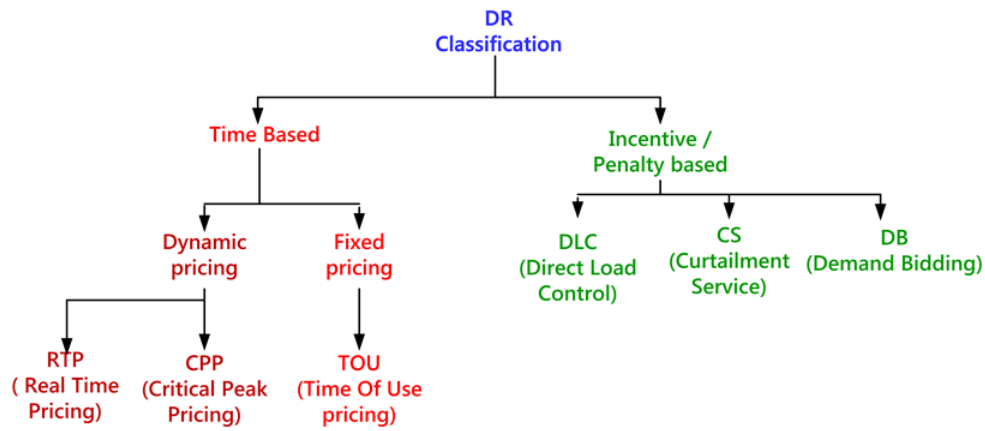 DR
Classification
Time Based
Incentive /
Penalty based
Dynamic
pricing
Fixed
pricing
DLC
(Direct Load
Control)
CS
(Curtailment
Service)
DB
(Demand Bidding)
RTP
( Real Time
Pricing)
CPP
(Critical Peak
Pricing)
TOU
(Time Of Use
pricing)